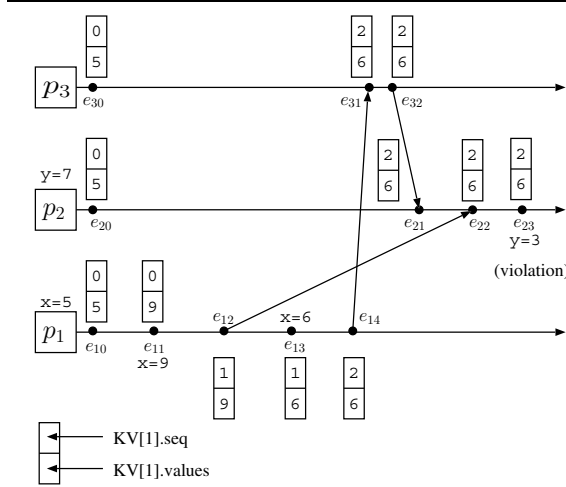 0 2 2
5 6 6
p3
e30 e31 e32
0 2 2 2
5 6 6 6
y=7
p2
e20 e21 e22 e23
y=3
(violation)
0 0
5 9
x=5 e12 x=6 e14
p1
e10 e11 e13
x=9
1 1 2
9 6 6
KV[1].seq
KV[1].values